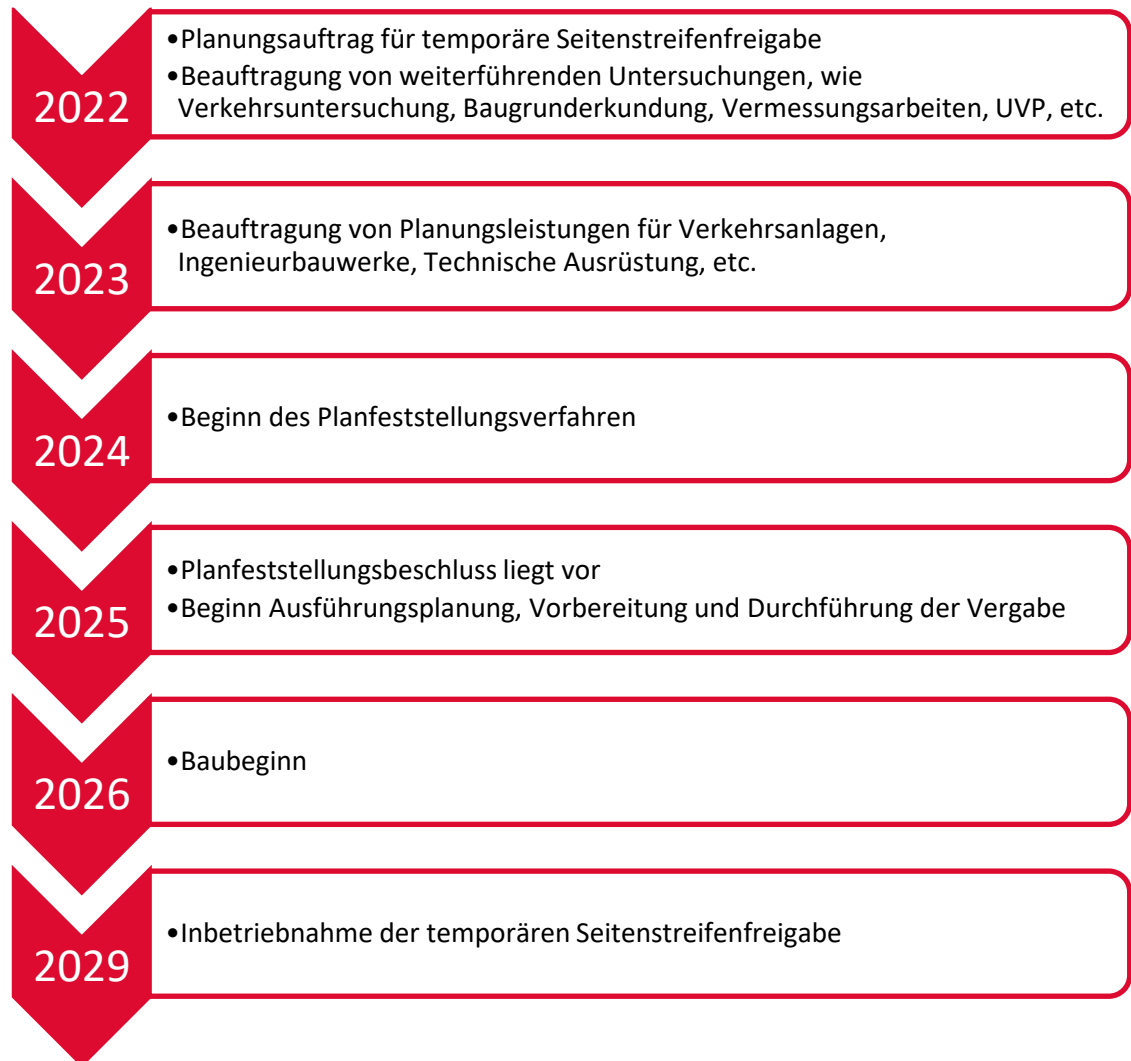 2022
•Planungsauftrag für temporäre Seitenstreifenfreigabe
•Beauftragung von weiterführenden Untersuchungen, wie
Verkehrsuntersuchung, Baugrunderkundung, Vermessungsarbeiten, UVP, etc.
2023
•Beauftragung von Planungsleistungen für Verkehrsanlagen,
Ingenieurbauwerke, Technische Ausrüstung, etc.
2024
•Beginn des Planfeststellungsverfahren
2025
•Planfeststellungsbeschluss liegt vor
•Beginn Ausführungsplanung, Vorbereitung und Durchführung der Vergabe
2026
•Baubeginn
2029
•Inbetriebnahme der temporären Seitenstreifenfreigabe